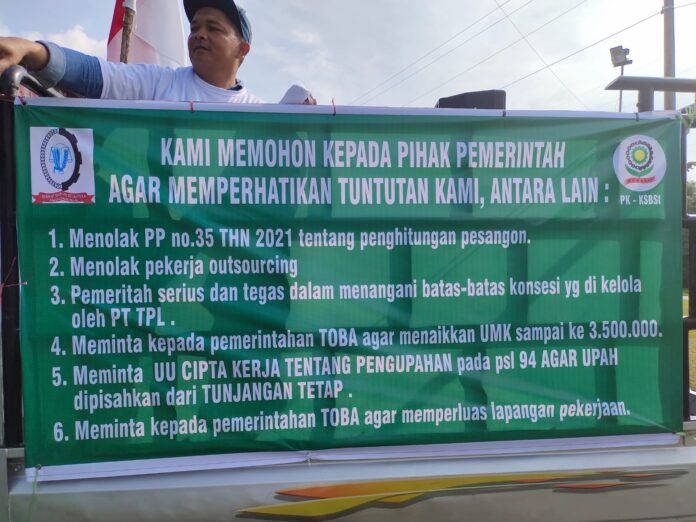 KAMI MEMOHON KEPADA PIHAK PEMERINTAH
AGAR MEMPERHATIKAN TUNTUTAN KAMI, ANTARA LAIN :
PK - KSBSI
1. Menolak PP no.35 THN 2021 tentang penghitungan pesangon.
2. Menolak pekerja outsourcing
3. Pemeritah serius dan tegas dalam menangani batas-batas konsesi yg di kelola
oleh PT TPL .
4. Meminta kepada pemerintahan TOBA agar menaikkan UMK sampai ke 3.500.000.
5. Meminta UU CIPTA KERJA TENTANG PENGUPAHAN pada psl 94 AGAR UPAH
dipisahkan dari TUNJANGAN TETAP .
6. Meminta kepada pemerintahan TOBA agar memperluas lapangan pekerjaan.